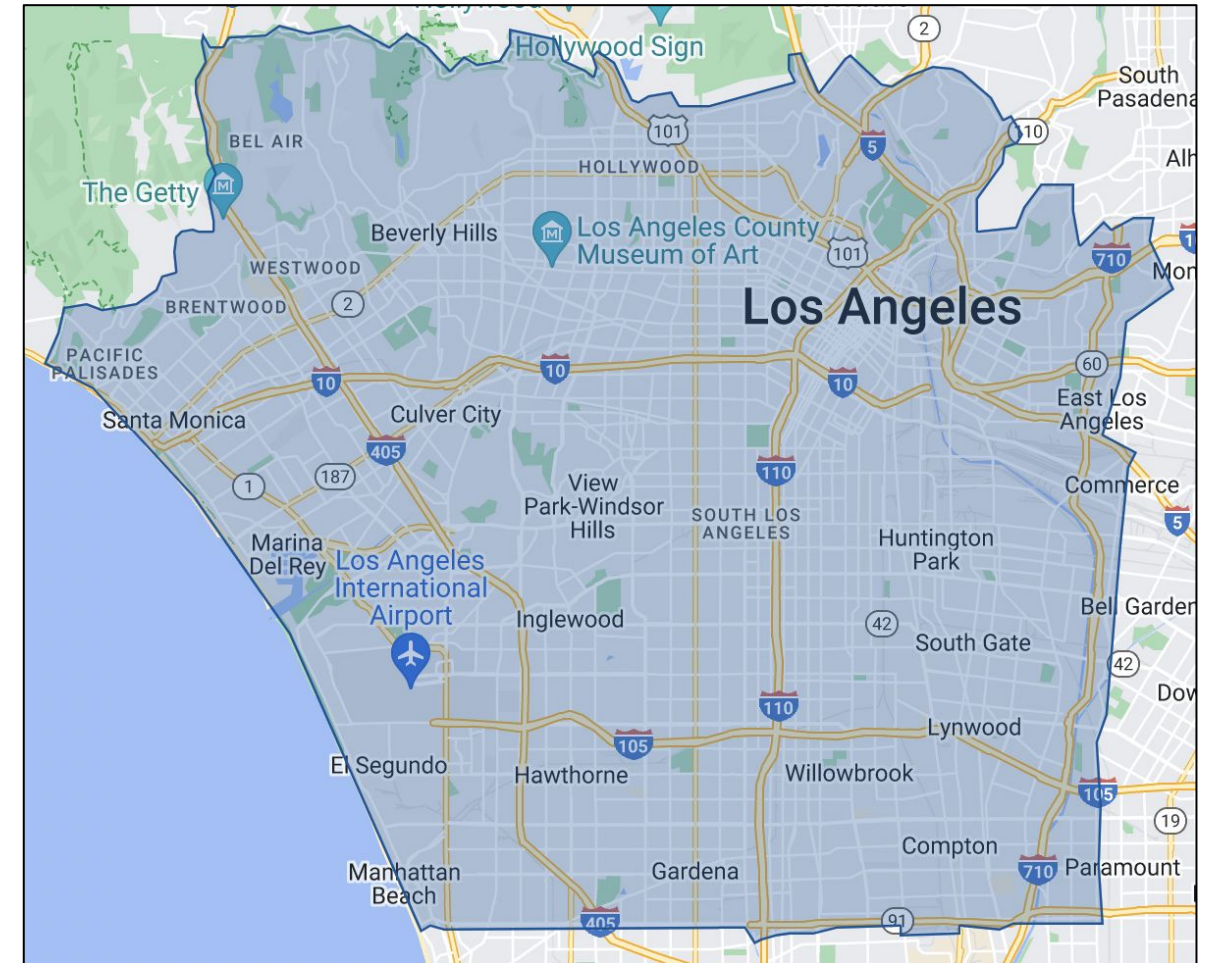 Hollywood Sign
2
South
Pasadena
101
110
5
BEL AIR
HOLLYWOOD
Alh
The Getty
Beverly Hills
Los Angeles County
Museum of Art
101
710
WESTWOOD
Mon
BRENTWOOD
2
Los Angeles
PACIFIC
PALISADES
10
10
10
60
East Los
Angeles
Santa Monica
Culver City
405
110
187
1
View
Park-Windsor
Hills
SOUTH LOS
ANGELES
Commerce
5
Marina
Del Rey
Los Angeles
International
Airport
Huntington
Park
Inglewood
42
Bell Garden
South Gate
42
Dow
110
105
Lynwood
El Segundo
Hawthorne
Willowbrook
105
19
Manhattan
Beach
Gardena
Compton
710
Paramount
405
91